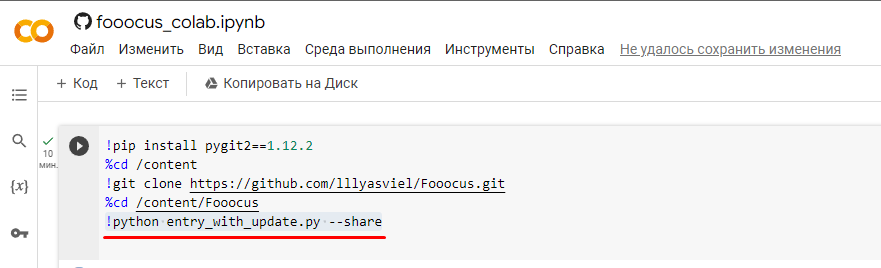 fooocus_colab.ipynb
Файл Изменить Вид Вставка Среда выполнения Инструменты Справка Не удалось сохранить изменения
+ Код + Текст Копировать на Диск
10 мин.
{x}
!pip install pygit2==1.12.2
%cd /content
!git clone https://github.com/lllyasviel/Fooocus.git
%cd /content/Fooocus
!python entry_with_update.py --share